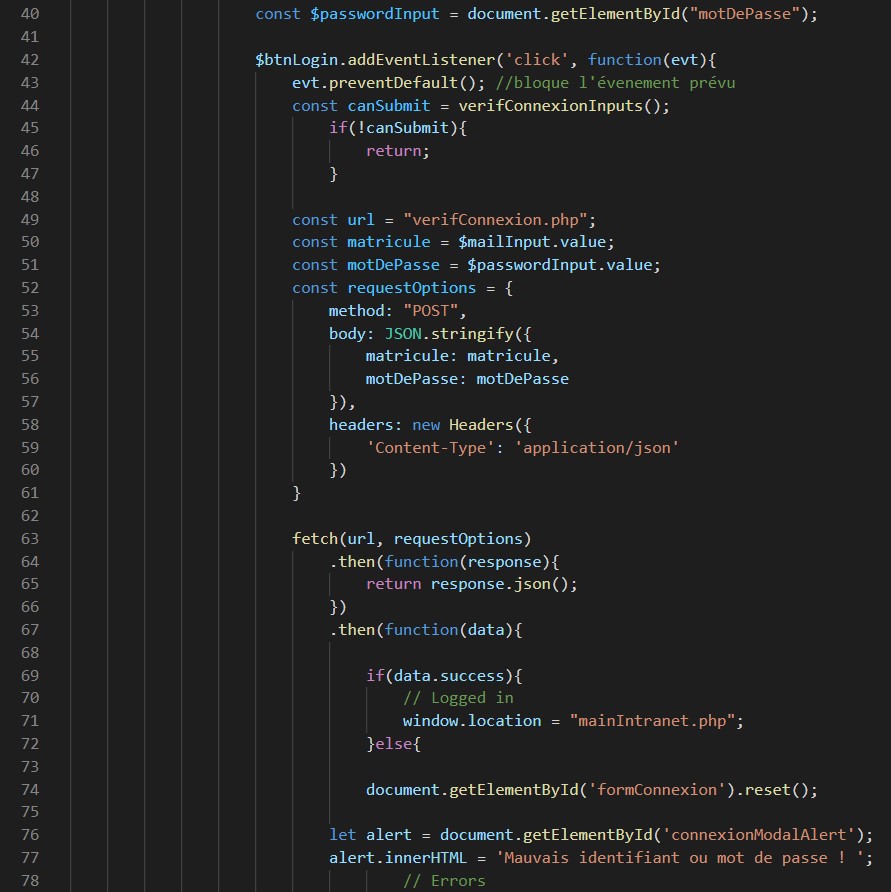 40 const $passwordInput = document.getElementById("motDePasse");
41
42 $btnLogin.addEventListener('click', function(evt){
43 evt.preventDefault(); //bloque l'évenement prévu
44 const canSubmit = verifConnexionInputs();
45 if(!canSubmit){
46 return;
47 }
48
49 const url = "verifConnexion.php";
50 const matricule = $mailInput.value;
51 const motDePasse = $passwordInput.value;
52 const requestOptions = {
53 method: "POST",
54 body: JSON.stringify({
55 matricule: matricule,
56 motDePasse: motDePasse
57 }),
58 headers: new Headers({
59 'Content-Type': 'application/json'
60 })
61 }
62
63 fetch(url, requestOptions)
64 .then(function(response){
65 return response.json();
66 })
67 .then(function(data){
68
69 if(data.success){
70 // Logged in
71 window.location = "mainIntranet.php";
72 }else{
73
74 document.getElementById('formConnexion').reset();
75
76 let alert = document.getElementById('connexionModalAlert');
77 alert.innerHTML = 'Mauvais identifiant ou mot de passe ! ';
78 // Errors